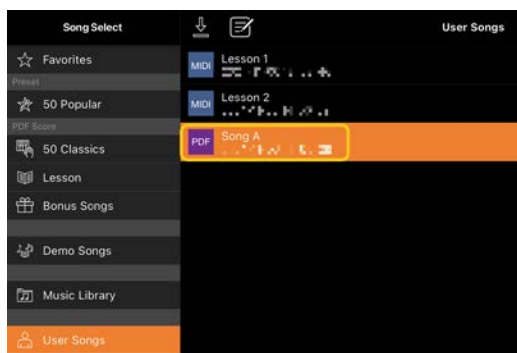 Song Select
User Songs
Favorites
Preset
50 Popular
PDF Score
50 Classics
Lesson
Bonus Songs
Demo Songs
Music Library
User Songs
MIDI
Lesson 1
MIDI
Lesson 2
PDF
Song A